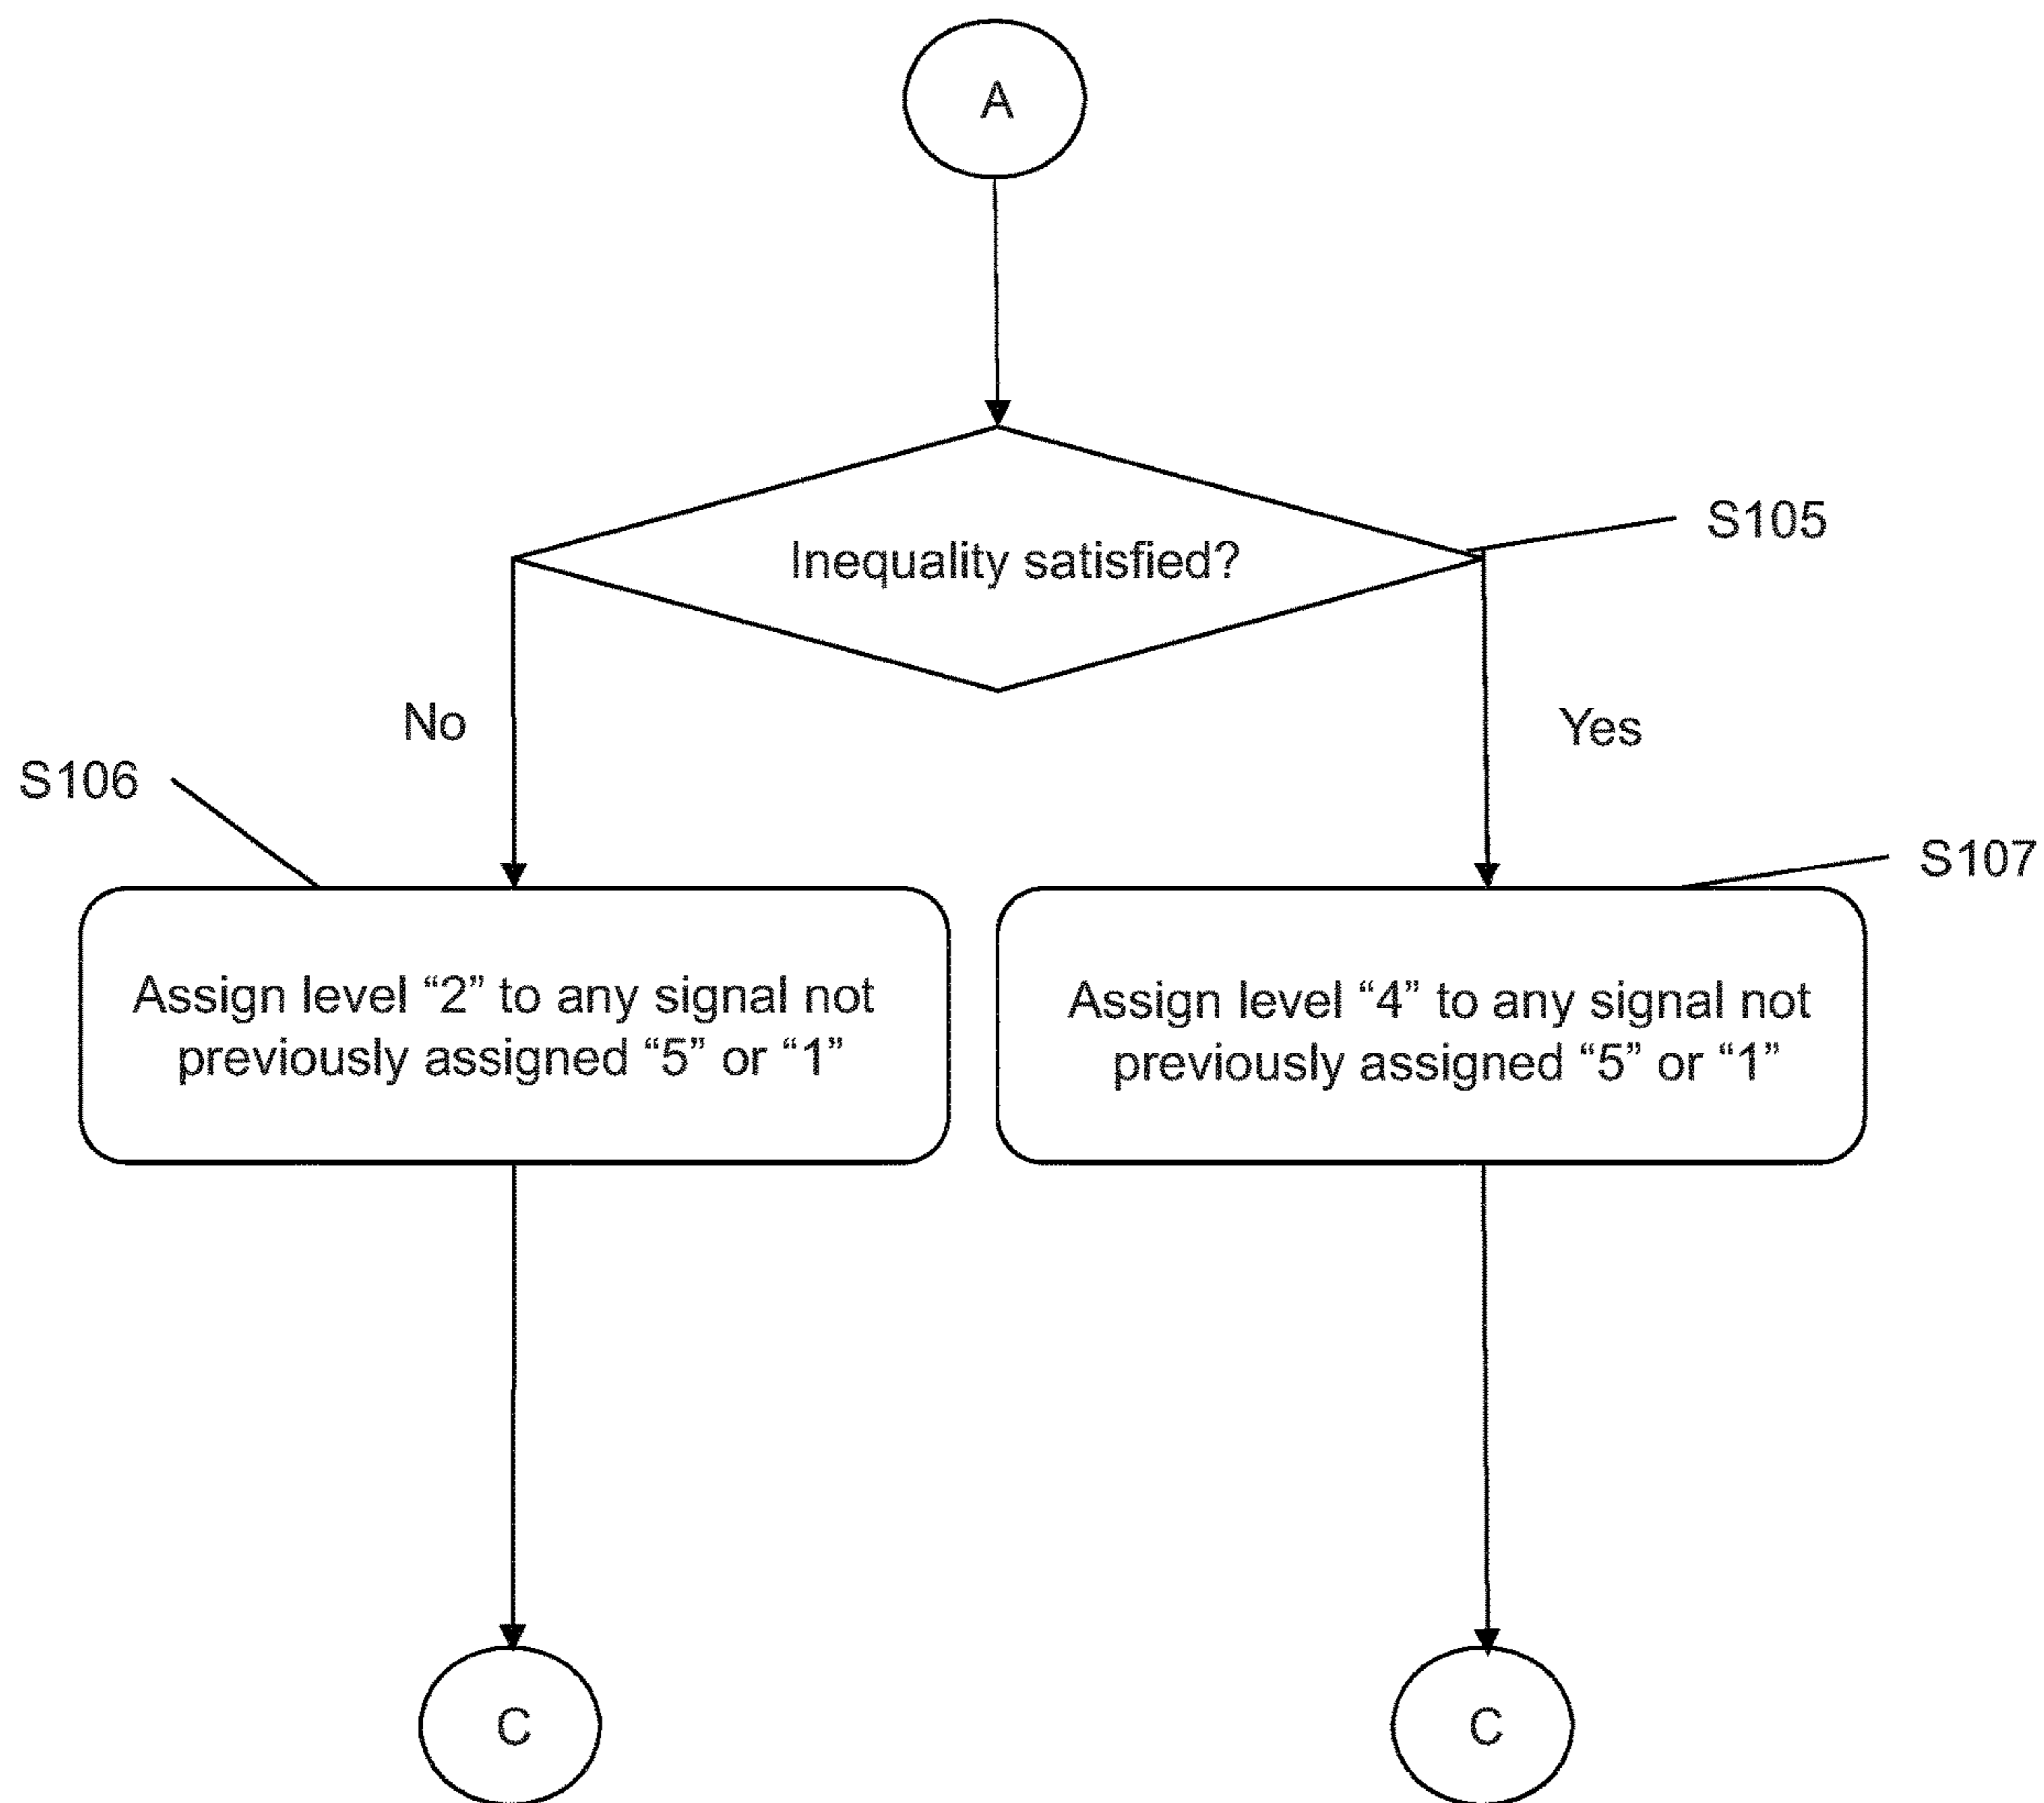 A
Inequality satisfied?
S105
No
Yes
S106
S107
Assign level “2” to any signal not
previously assigned “5” or “1”
Assign level “4” to any signal not
previously assigned “5” or “1”
C
C